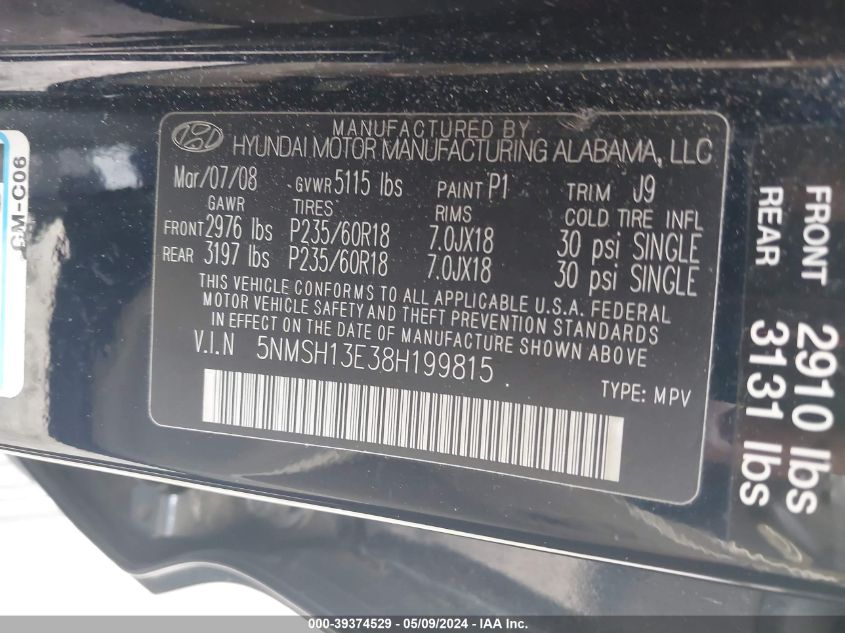 MANUFACTURED BY
HYUNDAI MOTOR MANUFACTURING ALABAMA, LLC
Mar/07/08 GVWR 5115 lbs PAINT P1 TRIM J9
GAWR TIRES RIMS COLD TIRE INFL
FRONT 2976 lbs P235/60R18 7.0JX18 30 psi SINGLE
REAR 3197 lbs P235/60R18 7.0JX18 30 psi SINGLE
THIS VEHICLE CONFORMS TO ALL APPLICABLE U.S.A. FEDERAL
MOTOR VEHICLE SAFETY AND THEFT PREVENTION STANDARDS
IN EFFECT ON THE DATE OF MANUFACTURE SHOWN ABOVE
V.I.N 5NMSH13E38H199815
TYPE: MPV
GM-C06
FRONT 2910 lbs
REAR 3131 lbs
000-39374529 - 05/09/2024 - IAA Inc.